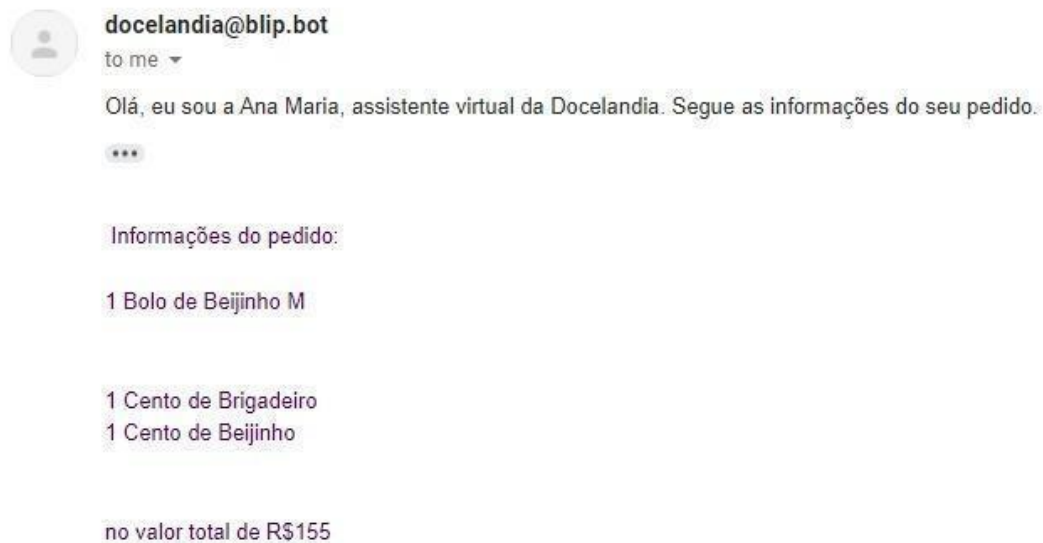 docelandia@blip.bot
to me
Olá, eu sou a Ana Maria, assistente virtual da Docelandia. Segue as informações do seu pedido.
Informações do pedido:
1 Bolo de Beijinho M
1 Cento de Brigadeiro
1 Cento de Beijinho
no valor total de R$155